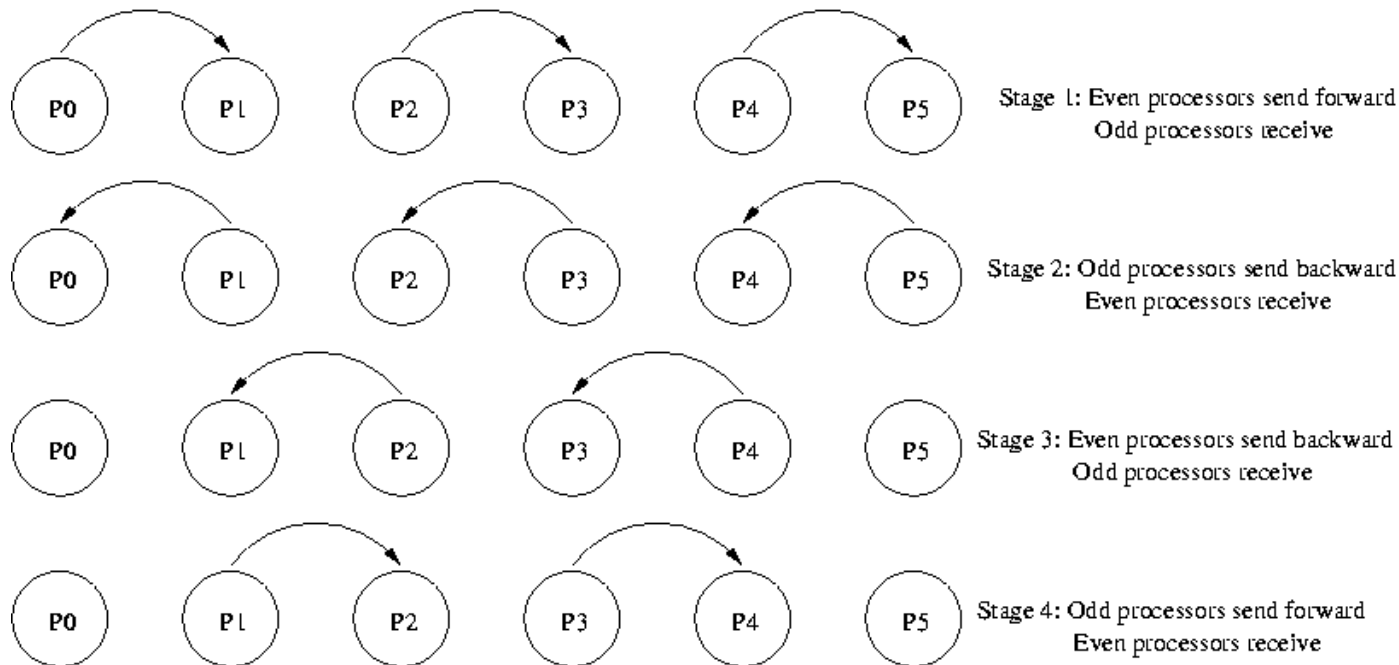 P0 P1 P2 P3 P4 P5
Stage 1: Even processors send forward
Odd processors receive
P0 P1 P2 P3 P4 P5
Stage 2: Odd processors send backward
Even processors receive
P0 P1 P2 P3 P4 P5
Stage 3: Even processors send backward
Odd processors receive
P0 P1 P2 P3 P4 P5
Stage 4: Odd processors send forward
Even processors receive